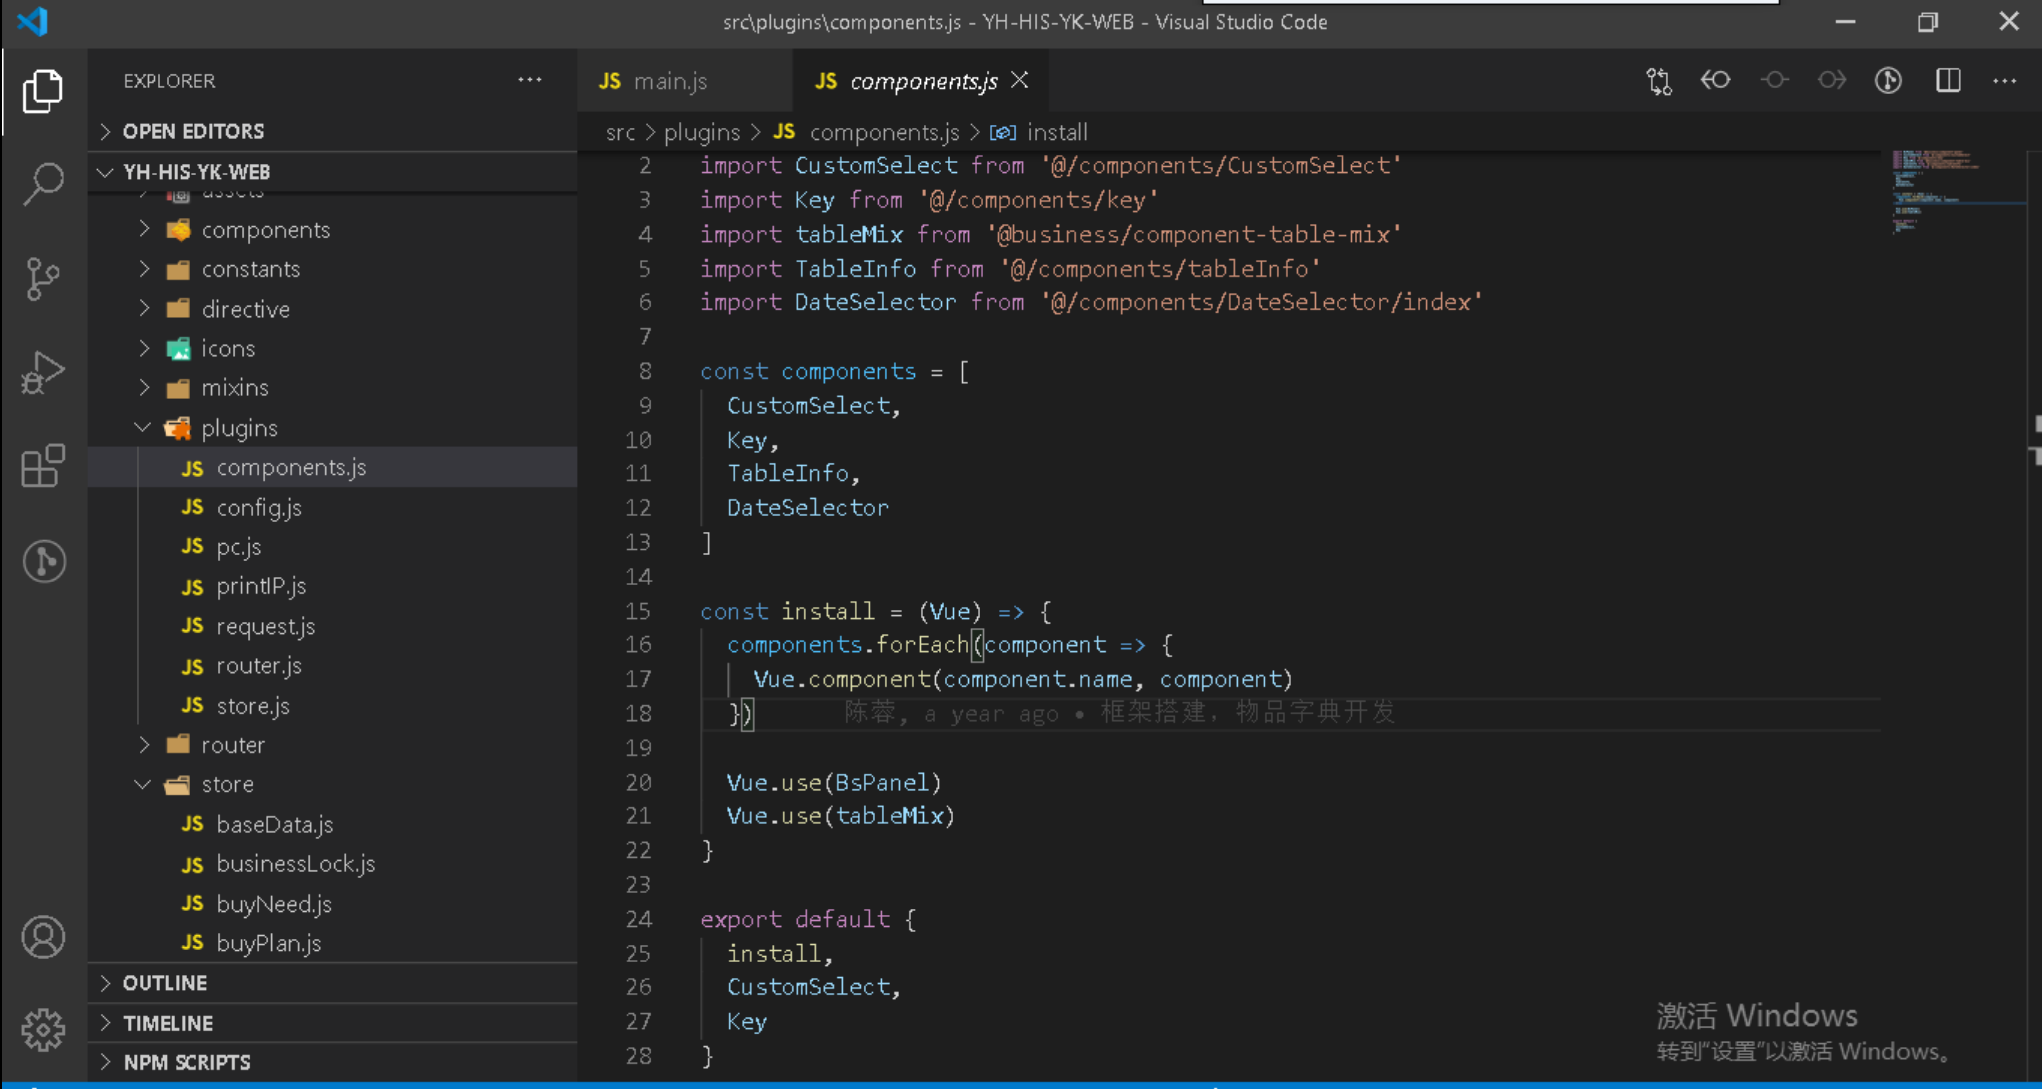 src\plugins\components.js - YH-HIS-YK-WEB - Visual Studio Code
EXPLORER
OPEN EDITORS
YH-HIS-YK-WEB
assets
components
constants
directive
icons
mixins
plugins
JS components.js
JS config.js
JS pc.js
JS printIP.js
JS request.js
JS router.js
JS store.js
router
store
JS baseData.js
JS businessLock.js
JS buyNeed.js
JS buyPlan.js
OUTLINE
TIMELINE
NPM SCRIPTS
JS main.js
JS components.js
src > plugins > JS components.js > install
2 import CustomSelect from '@/components/CustomSelect'
3 import Key from '@/components/key'
4 import tableMix from '@business/component-table-mix'
5 import TableInfo from '@/components/tableInfo'
6 import DateSelector from '@/components/DateSelector/index'
7
8 const components = [
9 CustomSelect,
10 Key,
11 TableInfo,
12 DateSelector
13 ]
14
15 const install = (Vue) => {
16 components.forEach(component => {
17 Vue.component(component.name, component)
18 }) 陈蓉, a year ago • 框架搭建，物品字典开发
19
20 Vue.use(BsPanel)
21 Vue.use(tableMix)
22 }
23
24 export default {
25 install,
26 CustomSelect,
27 Key
28 }
激活 Windows
转到"设置"以激活 Windows。